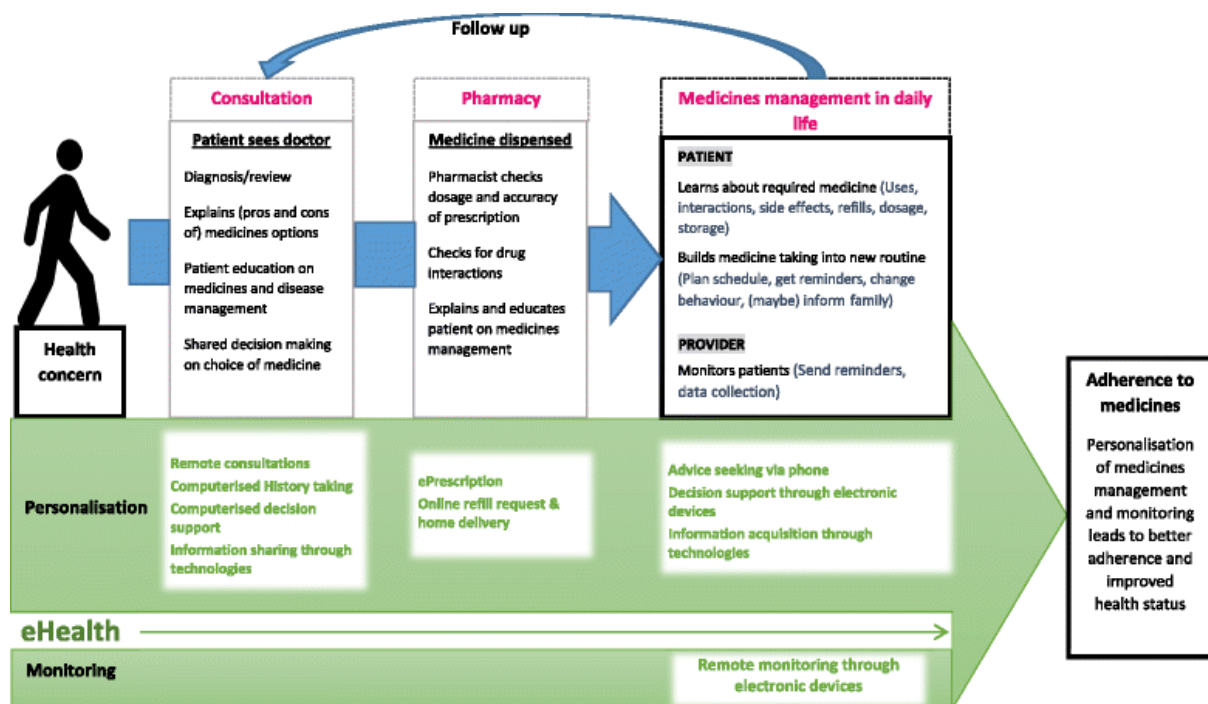 Follow up
Consultation
Patient sees doctor
Diagnosis/review
Explains (pros and cons
of) medicines options
Patient education on
medicines and disease
management
Shared decision making
on choice of medicine
Pharmacy
Medicine dispensed
Pharmacist checks
dosage and accuracy
of prescription
Checks for drug
interactions
Explains and educates
patient on medicines
management
Medicines management in daily
life
PATIENT
Learns about required medicine (Uses,
interactions, side effects, refills, dosage,
storage)
Builds medicine taking into new routine
(Plan schedule, get reminders, change
behaviour, (maybe) inform family)
PROVIDER
Monitors patients (Send reminders,
data collection)
Health
concern
Personalisation
Remote consultations
Computerised History taking
Computerised decision
support
Information sharing through
technologies
ePrescription
Online refill request &
home delivery
Advice seeking via phone
Decision support through electronic
devices
Information acquisition through
technologies
eHealth
Monitoring
Remote monitoring through
electronic devices
Adherence to
medicines
Personalisation
of medicines
management
and monitoring
leads to better
adherence and
improved
health status